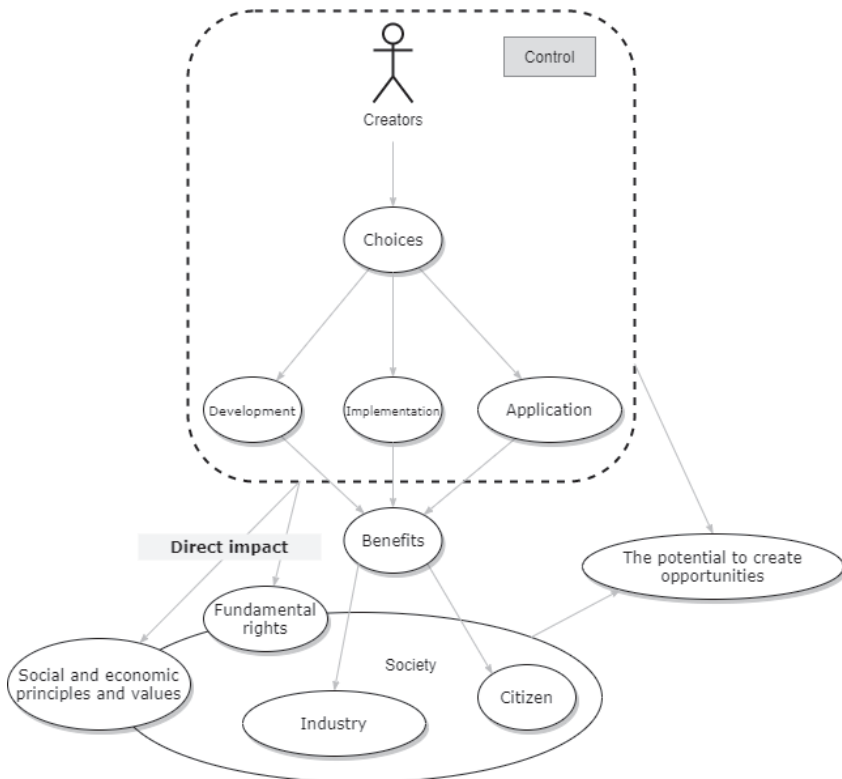 Control
Creators
Choices
Development
Implementation
Application
Direct impact
Benefits
The potential to create
opportunities
Fundamental
rights
Society
Social and economic
principles and values
Citizen
Industry